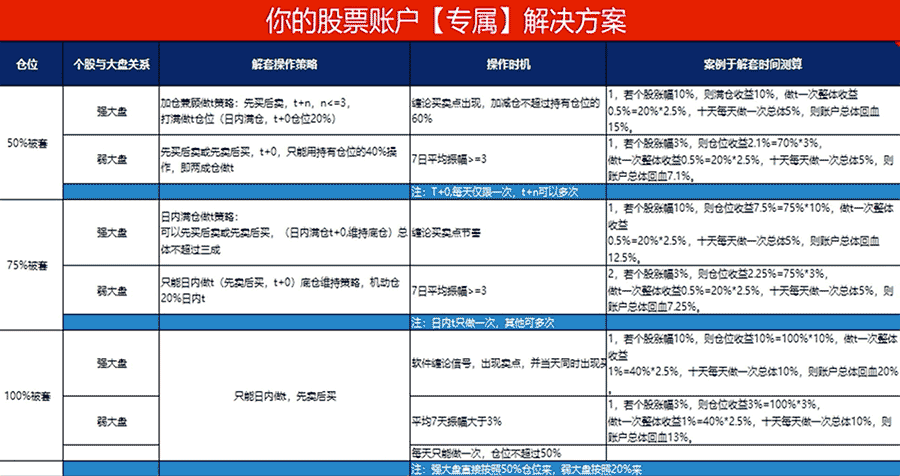 你的股票账户【专属】解决方案
仓位
个股与大盘关系
解套操作策略
操作时机
案例于解套时间测算
50%被套
强大盘
加仓兼顾做t策略：先买后卖，t+n，n<=3，
打满做t仓位（日内满仓，t+0仓位20%）
缠论买卖点出现，加减仓不超过持有仓位的
60%
1，若个股涨幅10%，则满仓收益10%，做t一次整体收益
0.5%=20%*2.5%，十天每天做一次总体5%，则账户总体回血
15%。
弱大盘
先买后卖或先卖后买，t+0，只能用持有仓位的40%操
作，即两成仓做t
7日平均振幅>=3
1，若个股涨幅3%，则仓位收益2.1%=70%*3%，
做t一次整体收益0.5%=20%*2.5%，十天每天做一次总体5%，则
账户总体回血7.1%。
注：T+0,每天仅限一次，t+n可以多次
75%被套
强大盘
日内满仓做t策略：
可以先买后卖或先卖后买，（日内满仓t+0,维持底仓）总
体不超过三成
缠论买卖点节奏
1，若个股涨幅10%，则仓位收益7.5%=75%*10%，做t一次整体
收益
0.5%=20%*2.5%，十天每天做一次总体5%，则账户总体回血
12.5%。
弱大盘
只能日内做t（先卖后买，t+0）底仓维持策略，机动仓
20%日内t
7日平均振幅>=3
2，若个股涨幅3%，则仓位收益2.25%=75%*3%，
做t一次整体收益0.5%=20%*2.5%，十天每天做一次总体5%，则
账户总体回血7.25%。
注：日内t只做一次，其他可多次
100%被套
强大盘
只能日内做t，先卖后买
软件缠论信号，出现卖点，并当天同时出现买
1，若个股涨幅10%，则仓位收益10%=100%*10%，做t一次整体
收益
1%=40%*2.5%，十天每天做一次总体10%，则账户总体回血20%
。
弱大盘
平均7天振幅大于3%
1，若个股涨幅3%，则仓位收益3%=100%*3%，
做t一次整体收益1%=40%*2.5%，十天每天做一次总体10%，则
账户总体回血13%。
每天只能做一次，仓位不超过50%
注：强大盘直接按照50%仓位来，弱大盘按照20%来